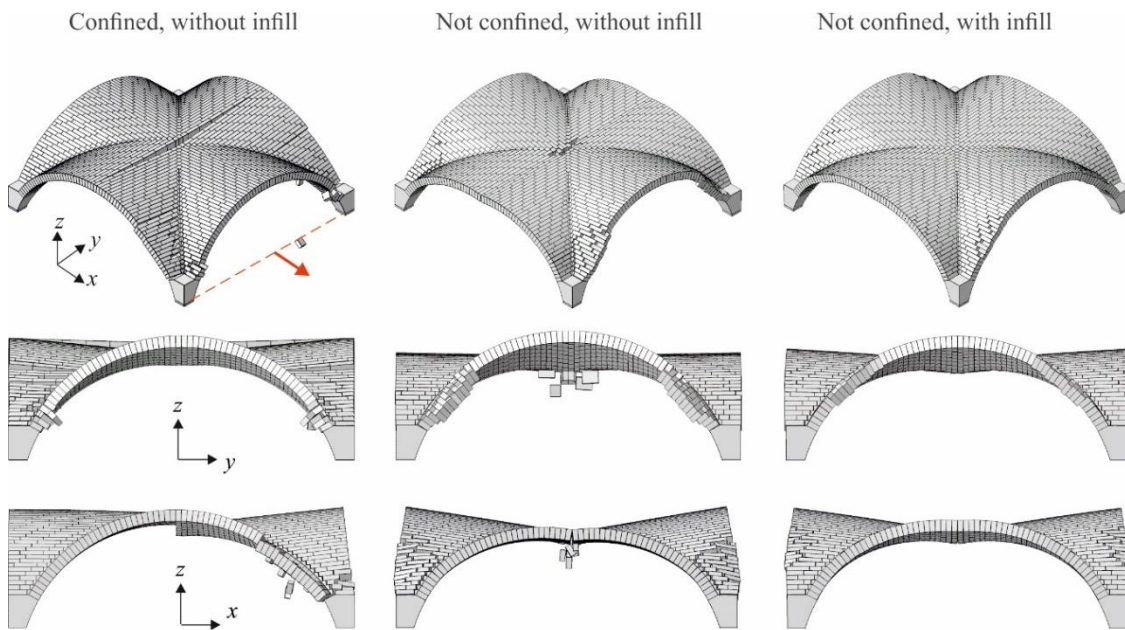 Confined, without infill
Not confined, without infill
Not confined, with infill
z
y
x
z
y
z
x